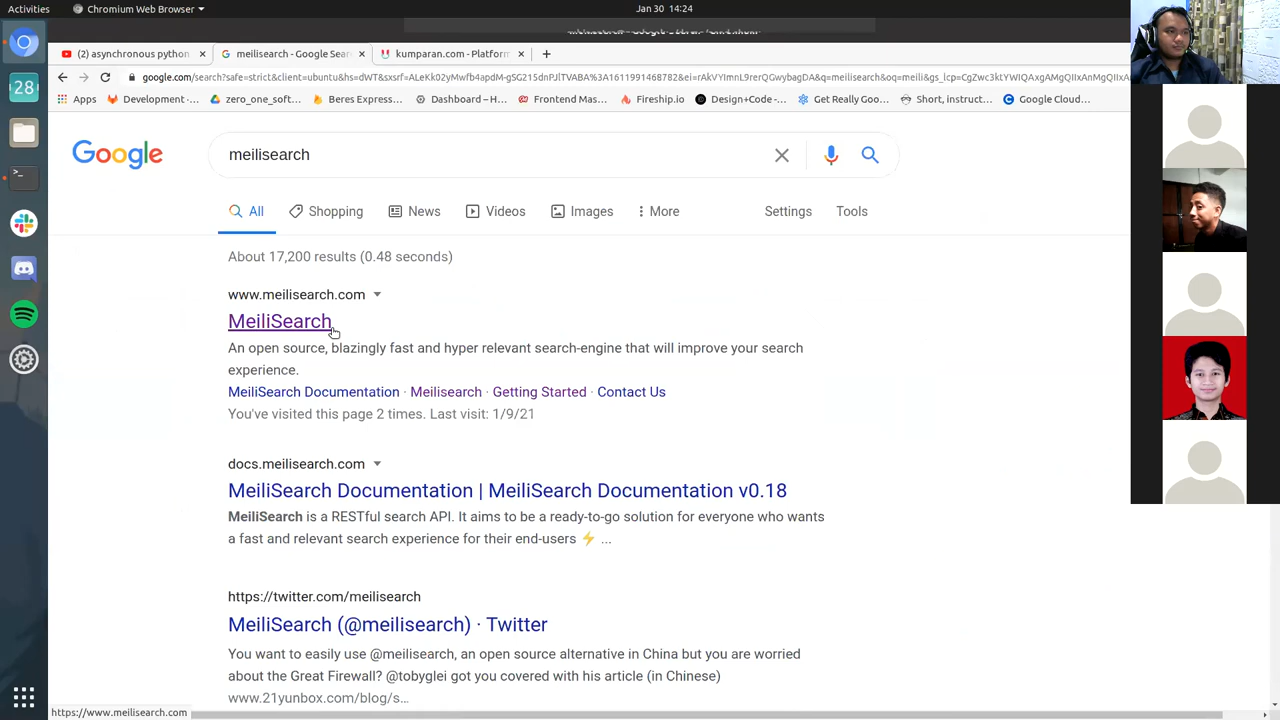 Activities
Chromium Web Browser
Jan 30 14:24
(2) asynchronous python
meilisearch - Google Sear
kumparan.com - Platform
Apps
Development ·...
zero_one_soft...
Beres Express...
Dashboard – H...
Frontend Mas...
Fireship.io
Design+Code -...
Get Really Goo...
Short, instruct...
Google Cloud...
28
Google
meilisearch
All
Shopping
News
Videos
Images
More
Settings
Tools
About 17,200 results (0.48 seconds)
www.meilisearch.com
MeiliSearch
An open source, blazingly fast and hyper relevant search-engine that will improve your search
experience.
MeiliSearch Documentation · Meilisearch · Getting Started · Contact Us
You've visited this page 2 times. Last visit: 1/9/21
docs.meilisearch.com
MeiliSearch Documentation | MeiliSearch Documentation v0.18
MeiliSearch is a RESTful search API. It aims to be a ready-to-go solution for everyone who wants
a fast and relevant search experience for their end-users ⚡ ...
https://twitter.com/meilisearch
MeiliSearch (@meilisearch) · Twitter
You want to easily use @meilisearch, an open source alternative in China but you are worried
about the Great Firewall? @tobyglei got you covered with his article (in Chinese)
www.21yunbox.com/blog/s...
https://www.meilisearch.com